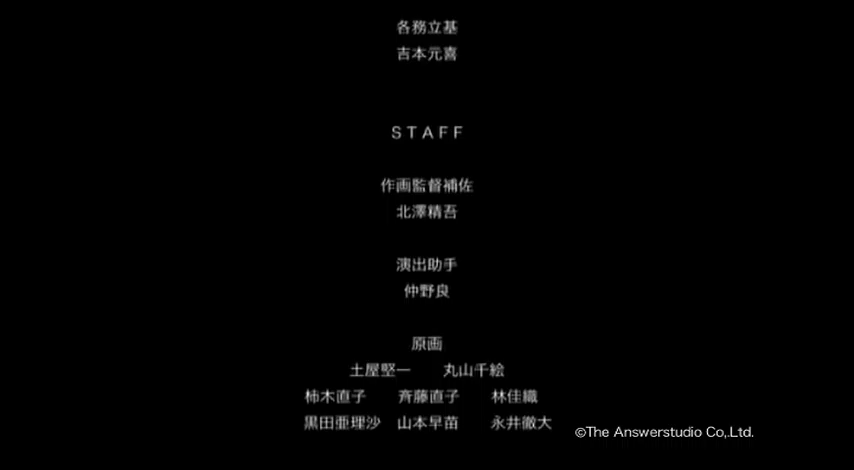 各務立基
吉本元喜
STAFF
作画監督補佐
北澤精吾
演出助手
仲野良
原画
土屋堅一 丸山千絵
柿木直子 斉藤直子 林佳織
黒田亜理沙 山本早苗 永井徹大
©The Answerstudio Co,.Ltd.